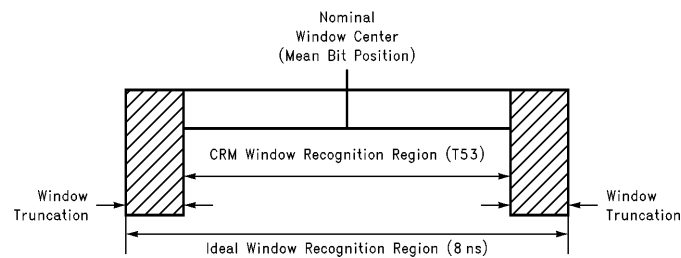 Nominal
Window Center
(Mean Bit Position)
CRM Window Recognition Region (T53)
Window
Truncation
Window
Truncation
Ideal Window Recognition Region (8 ns)